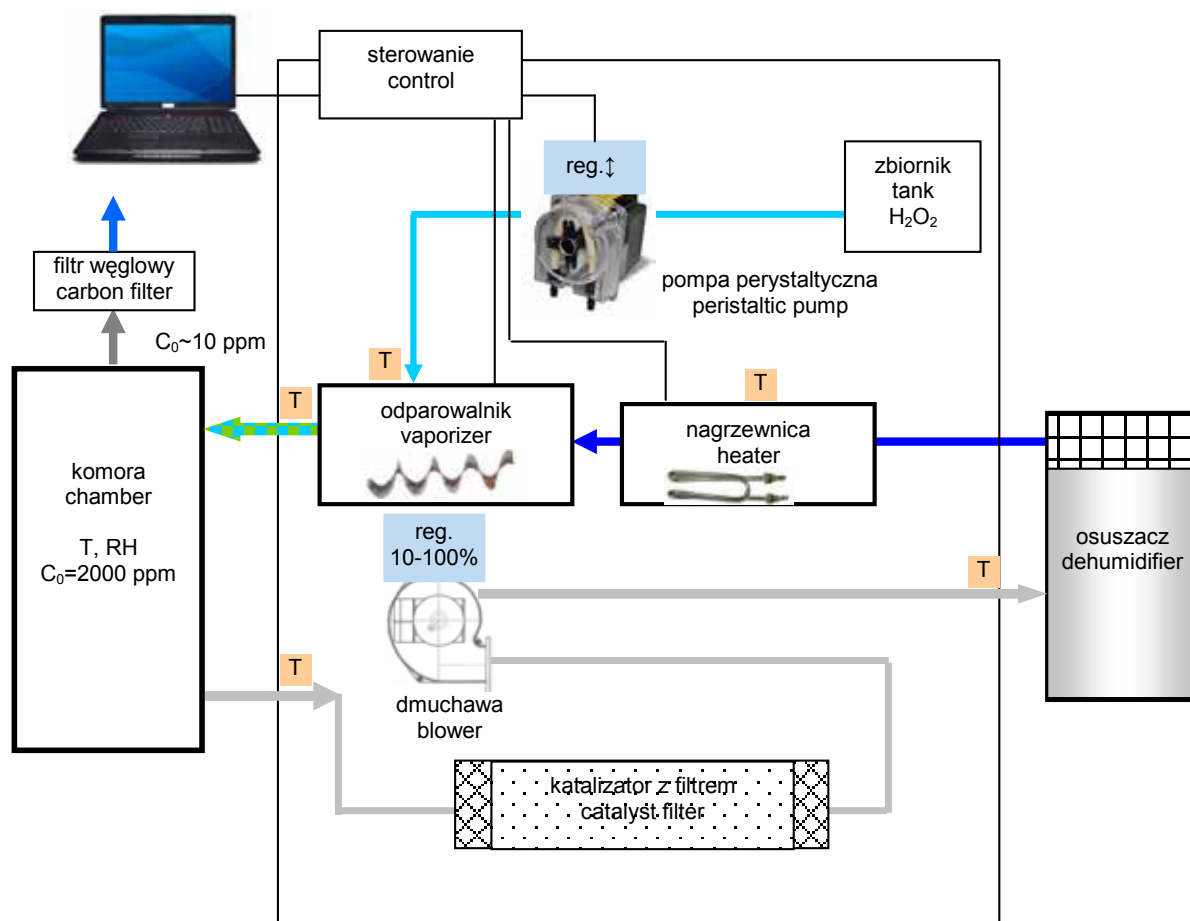 sterowanie
control
reg.↕
zbiornik
tank
H₂O₂
filtr węglowy
carbon filter
pompa perystaltyczna
peristaltic pump
C₀~10 ppm
T
T
T
odparowalnik
vaporizer
nagrzewnica
heater
komora
chamber
T, RH
C₀=2000 ppm
reg.
10-100%
osuszacz
dehumidifier
T
T
dmuchawa
blower
katalizator z filtrem
catalyst filter